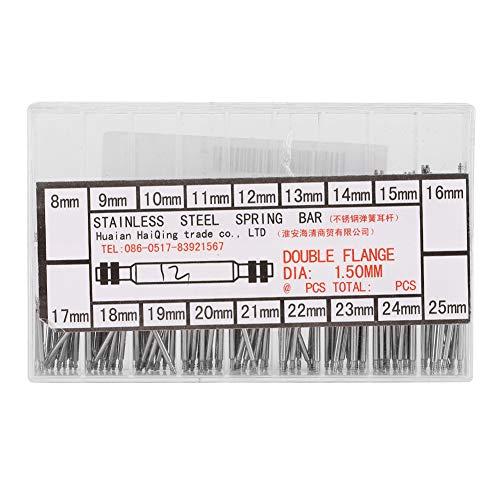 8mm 9mm 10mm 11mm 12mm 13mm 14mm 15mm 16mm
STAINLESS STEEL SPRING BAR (不锈钢弹簧耳杆)
Huaian HaiQing trade co., LTD (淮安海清商贸有限公司)
TEL:086-0517-83921567
DOUBLE FLANGE
12
DIA: 1.50MM
@ PCS TOTAL: PCS
17mm 18mm 19mm 20mm 21mm 22mm 23mm 24mm 25mm